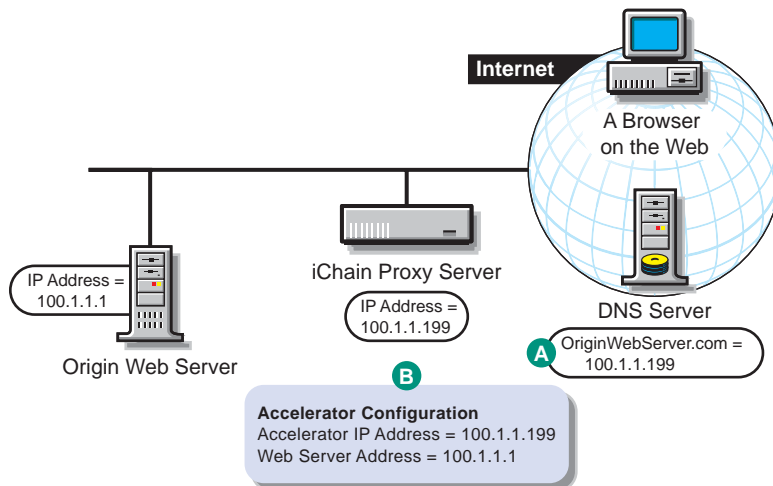 Internet
A Browser
on the Web
IP Address =
100.1.1.1
Origin Web Server
iChain Proxy Server
IP Address =
100.1.1.199
DNS Server
A
OriginWebServer.com =
100.1.1.199
B
Accelerator Configuration
Accelerator IP Address = 100.1.1.199
Web Server Address = 100.1.1.1